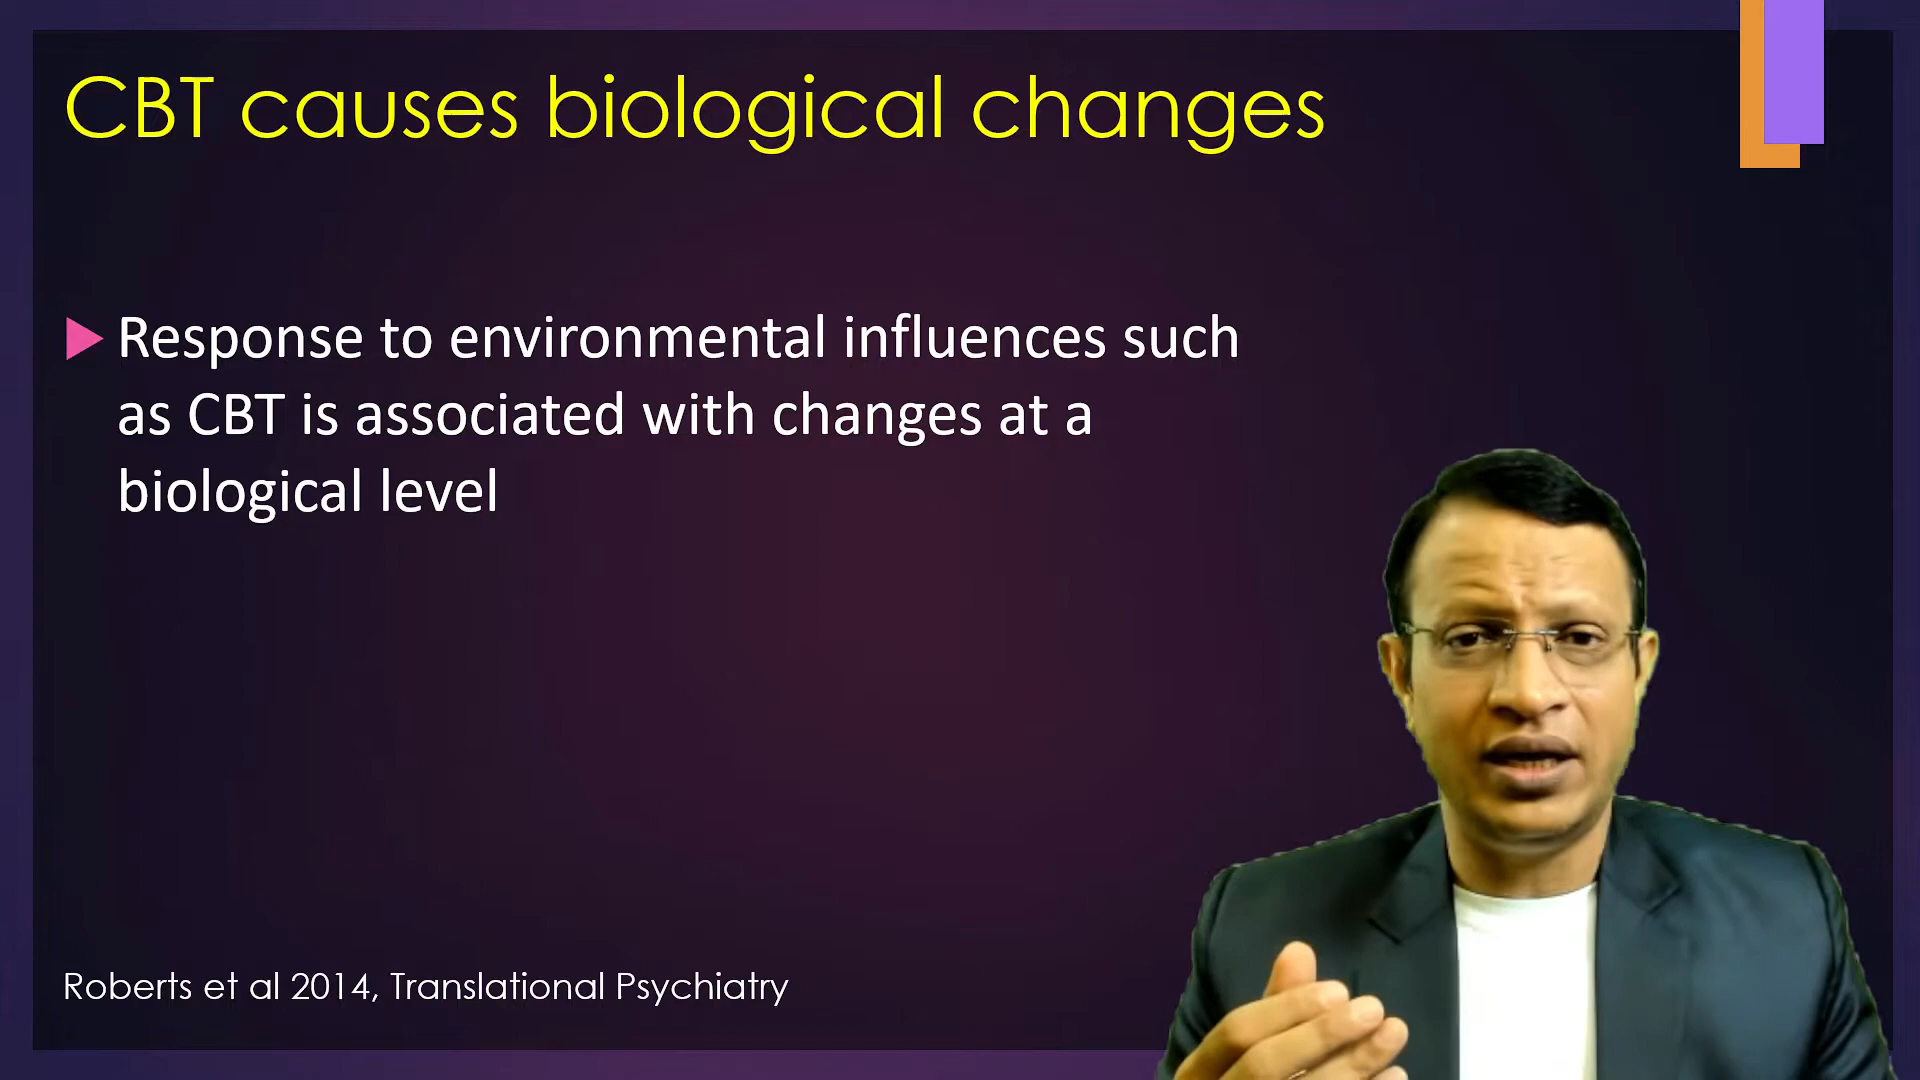 CBT causes biological changes
Response to environmental influences such
as CBT is associated with changes at a
biological level
Roberts et al 2014, Translational Psychiatry